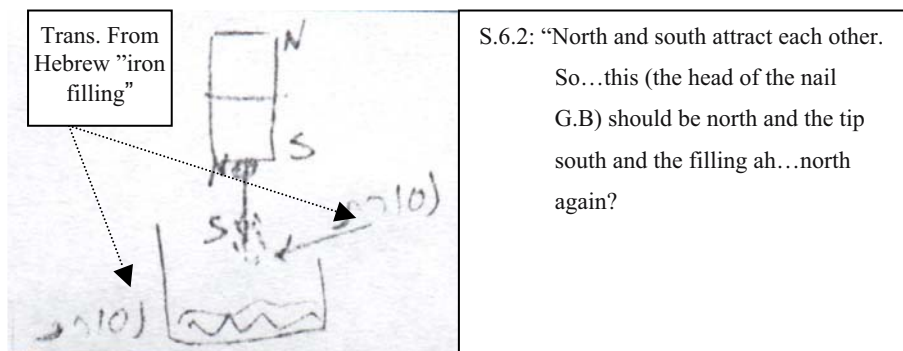 Trans. From
Hebrew ”iron
filling”
N
S
S
S.6.2: “North and south attract each other.
So…this (the head of the nail
G.B) should be north and the tip
south and the filling ah…north
again?